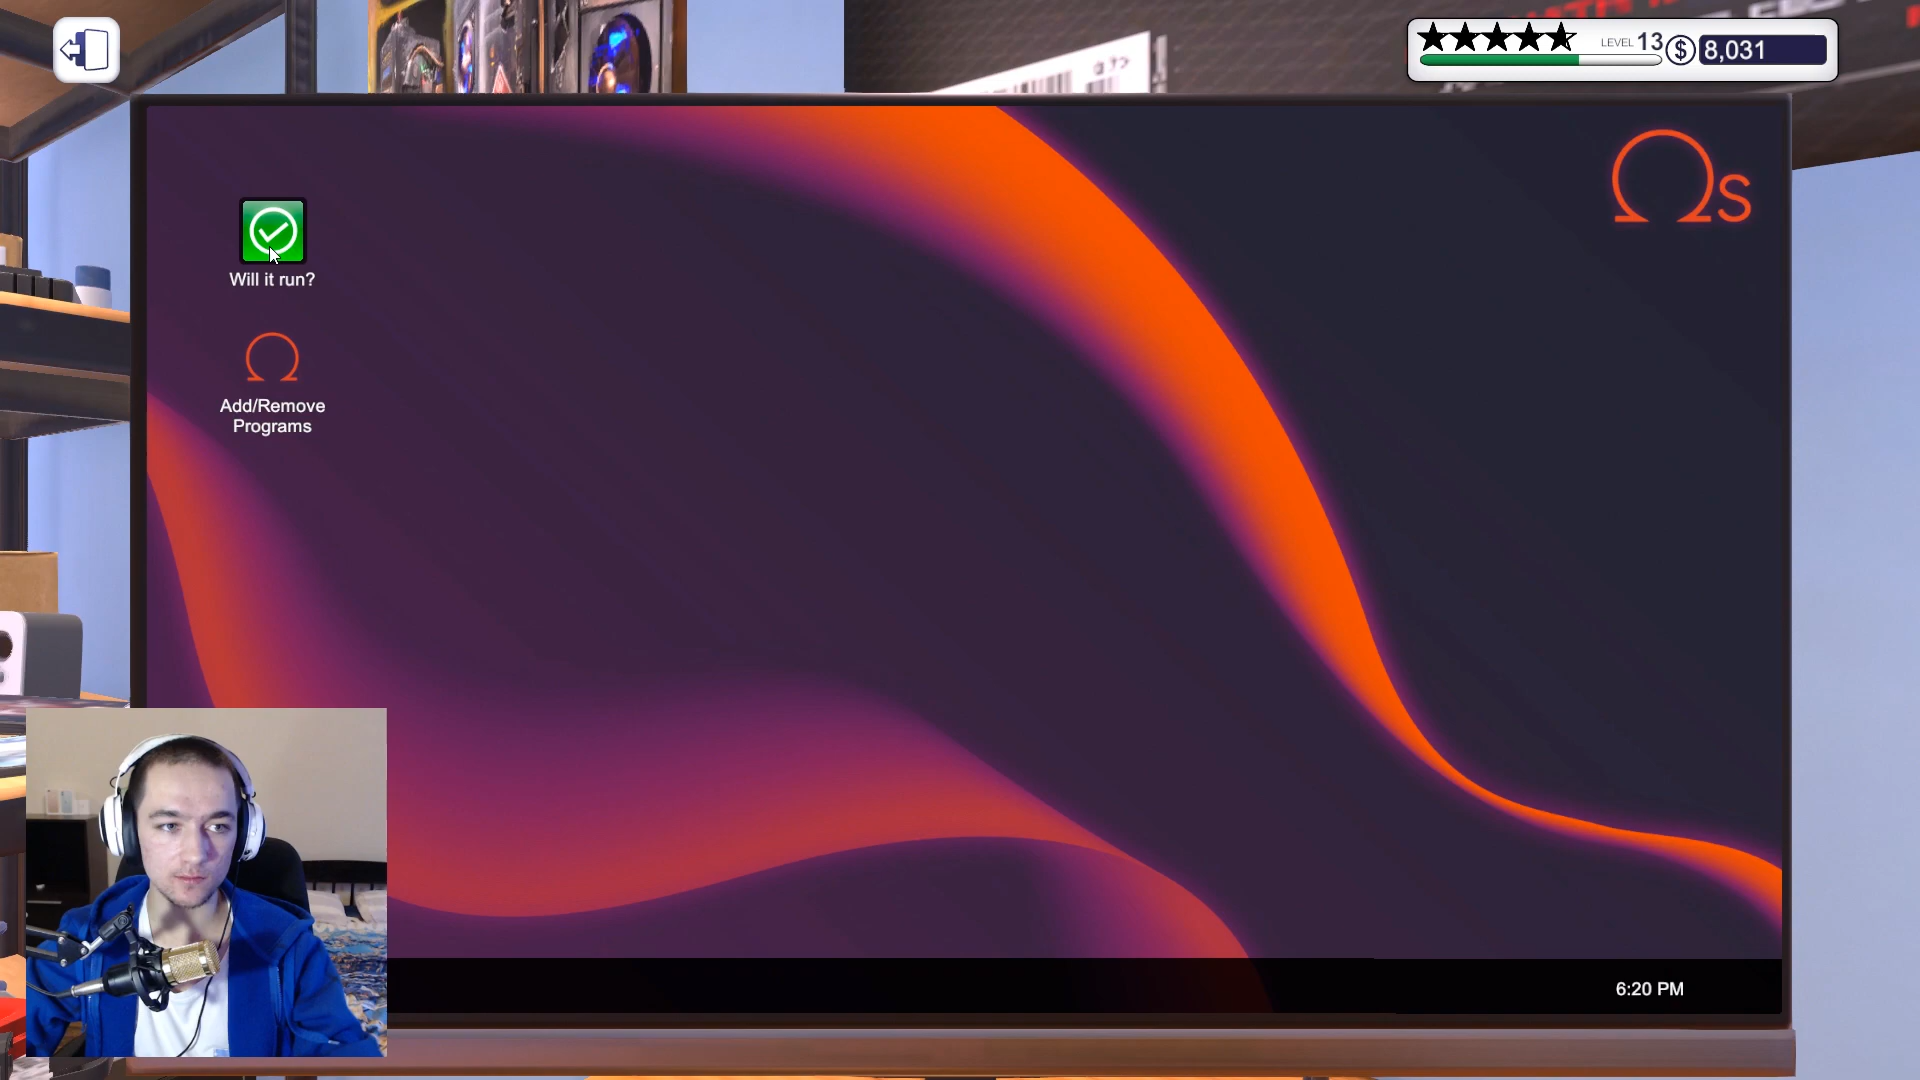 LEVEL 13
8,031
Ωs
Will it run?
Add/Remove
Programs
6:20 PM